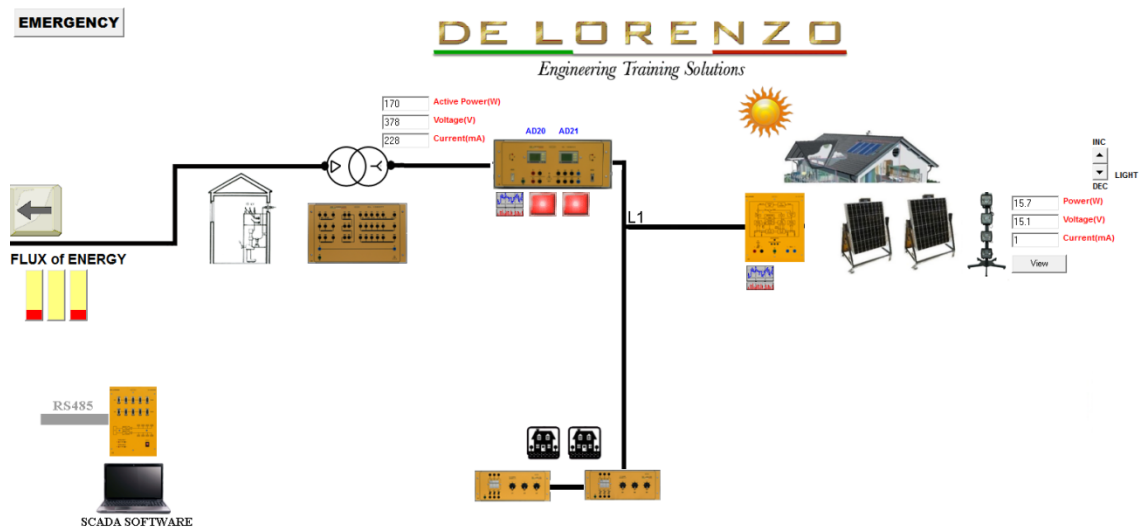 EMERGENCY
DE LORENZO
Engineering Training Solutions
170 Active Power(W)
378 Voltage(V)
228 Current(mA)
AD20 AD21
INC
LIGHT
DEC
15.7 Power(W)
15.1 Voltage(V)
1 Current(mA)
View
L1
FLUX of ENERGY
RS485
SCADA SOFTWARE